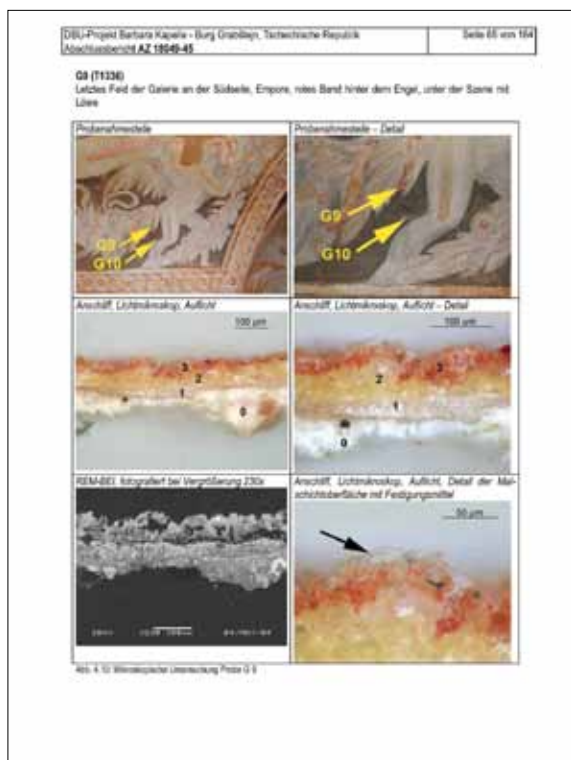 DBU-Projekt Barbara Kapelle - Burg Grabštejn, Tschechische Republik
Abschlussbericht AZ 18049-45
Seite 65 von 164
G9 (T1336)
Letztes Feld der Galerie an der Südseite, Empore, rotes Band hinter dem Engel, unter der Szene mit
Löwe
Probenahmestelle
Probenahmestelle – Detail
G9
G10
G9
G10
Anschliff, Lichtmikroskop, Auflicht
Anschliff, Lichtmikroskop, Auflicht – Detail
100 µm
3
2
1
0
100 µm
3
2
1
0
REM-BEI, fotografiert bei Vergrößerung 230x
Anschliff, Lichtmikroskop, Auflicht, Detail der Mal-
schichtoberfläche mit Festigungsmittel
50 µm
Abb. 4.10: Mikroskopische Untersuchung Probe G 9